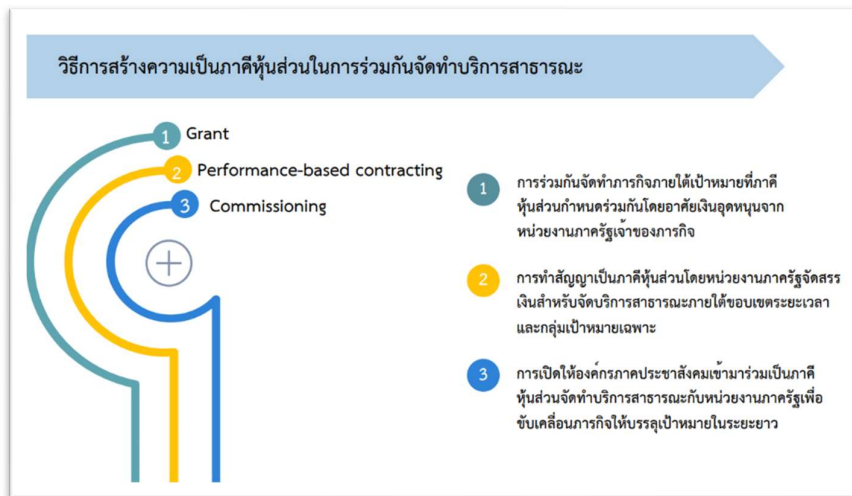 วิธีการสร้างความเป็นภาคีหุ้นส่วนในการร่วมกันจัดทำบริการสาธารณะ
1 Grant
2 Performance-based contracting
3 Commissioning
1 การร่วมกันจัดทำภารกิจภายใต้เป้าหมายที่ภาคี
หุ้นส่วนกำหนดร่วมกันโดยอาศัยเงินอุดหนุนจาก
หน่วยงานภาครัฐเจ้าของภารกิจ
2 การทำสัญญาเป็นภาคีหุ้นส่วนโดยหน่วยงานภาครัฐจัดสรร
เงินสำหรับจัดบริการสาธารณะภายใต้ขอบเขตระยะเวลา
และกลุ่มเป้าหมายเฉพาะ
3 การเปิดให้องค์กรภาคประชาสังคมเข้ามาร่วมเป็นภาคี
หุ้นส่วนจัดทำบริการสาธารณะกับหน่วยงานภาครัฐเพื่อ
ขับเคลื่อนภารกิจให้บรรลุเป้าหมายในระยะยาว